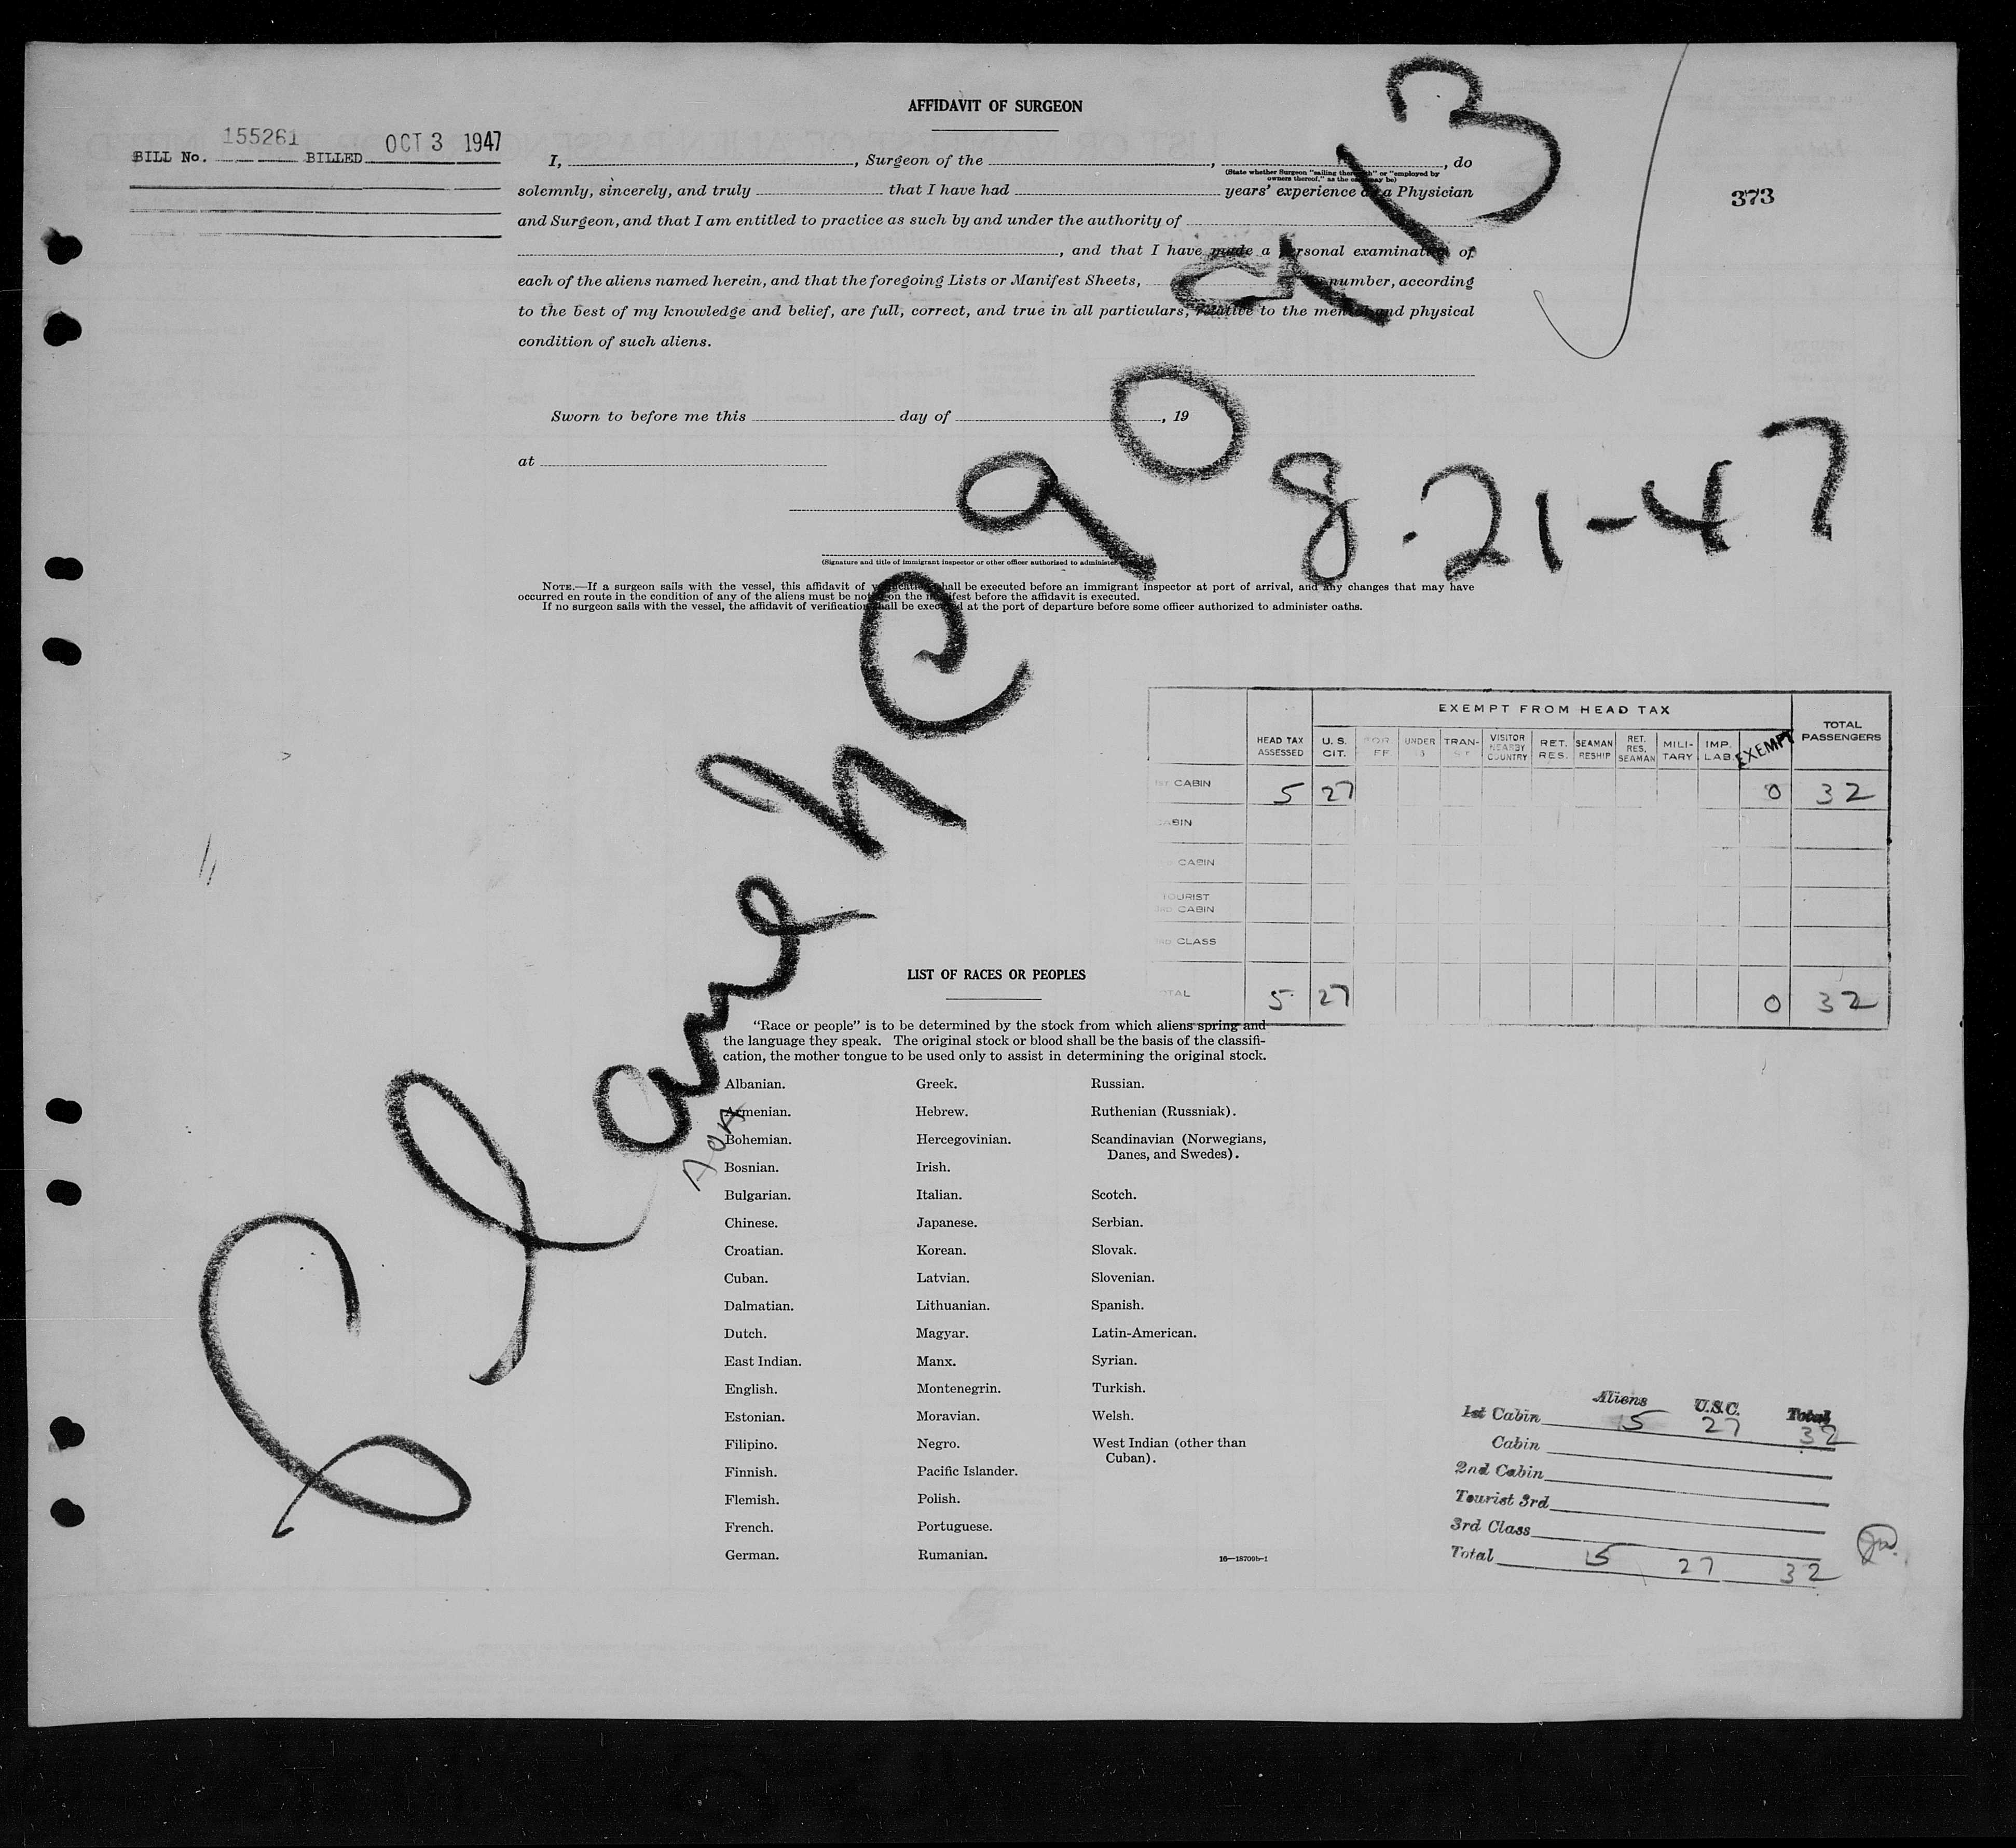 AFFIDAVIT OF SURGEON
BILL No. 155261 BILLED OCT 3 1947
373
I, , Surgeon of the , , do
(State whether Surgeon "sailing therewith" or "employed by
owners thereof," as the case may be)
solemnly, sincerely, and truly that I have had years' experience as a Physician
and Surgeon, and that I am entitled to practice as such by and under the authority of
, and that I have made a personal examination of
each of the aliens named herein, and that the foregoing Lists or Manifest Sheets, number, according
to the best of my knowledge and belief, are full, correct, and true in all particulars, relative to the mental and physical
condition of such aliens.
Sworn to before me this day of , 19
at
8.21-47
(Signature and title of immigrant inspector or other officer authorized to administer
NOTE.—If a surgeon sails with the vessel, this affidavit of verification shall be executed before an immigrant inspector at port of arrival, and any changes that may have
occurred en route in the condition of any of the aliens must be noted on the manifest before the affidavit is executed.
If no surgeon sails with the vessel, the affidavit of verification shall be executed at the port of departure before some officer authorized to administer oaths.
EXEMPT FROM HEAD TAX
HEAD TAX ASSESSED U. S. CIT. FOR UNDER TRAN- VISITOR NEARBY COUNTRY RET. RES. SEAMAN RESHIP RET. RES. SEAMAN MILI- TARY IMP. LAB. EXEMPT TOTAL PASSENGERS
CABIN 5 27 0 32
CABIN
CABIN
TOURIST
CABIN
CLASS
TOTAL 5 27 0 32
LIST OF RACES OR PEOPLES
"Race or people" is to be determined by the stock from which aliens spring and
the language they speak. The original stock or blood shall be the basis of the classifi-
cation, the mother tongue to be used only to assist in determining the original stock.
Albanian. Greek. Russian.
Armenian. Hebrew. Ruthenian (Russniak).
Bohemian. Hercegovinian. Scandinavian (Norwegians,
Danes, and Swedes).
Bosnian. Irish.
Bulgarian. Italian. Scotch.
Chinese. Japanese. Serbian.
Croatian. Korean. Slovak.
Cuban. Latvian. Slovenian.
Dalmatian. Lithuanian. Spanish.
Dutch. Magyar. Latin-American.
East Indian. Manx. Syrian.
English. Montenegrin. Turkish.
Estonian. Moravian. Welsh.
Filipino. Negro. West Indian (other than
Cuban).
Finnish. Pacific Islander.
Flemish. Polish.
French. Portuguese.
German. Rumanian.
16—18709b-1
Aliens U.S.C. Total
1st Cabin 5 27 32
Cabin
2nd Cabin
Tourist 3rd
3rd Class
Total 5 27 32